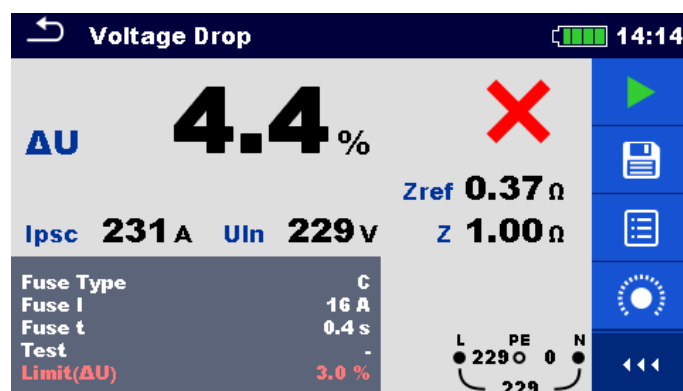 Voltage Drop 14:14
ΔU 4.4 %
Zref 0.37 Ω
Ipsc 231 A Uln 229 V Z 1.00 Ω
Fuse Type C
Fuse I 16 A
Fuse t 0.4 s
Test -
Limit(ΔU) 3.0 %
L PE N
229 0
229